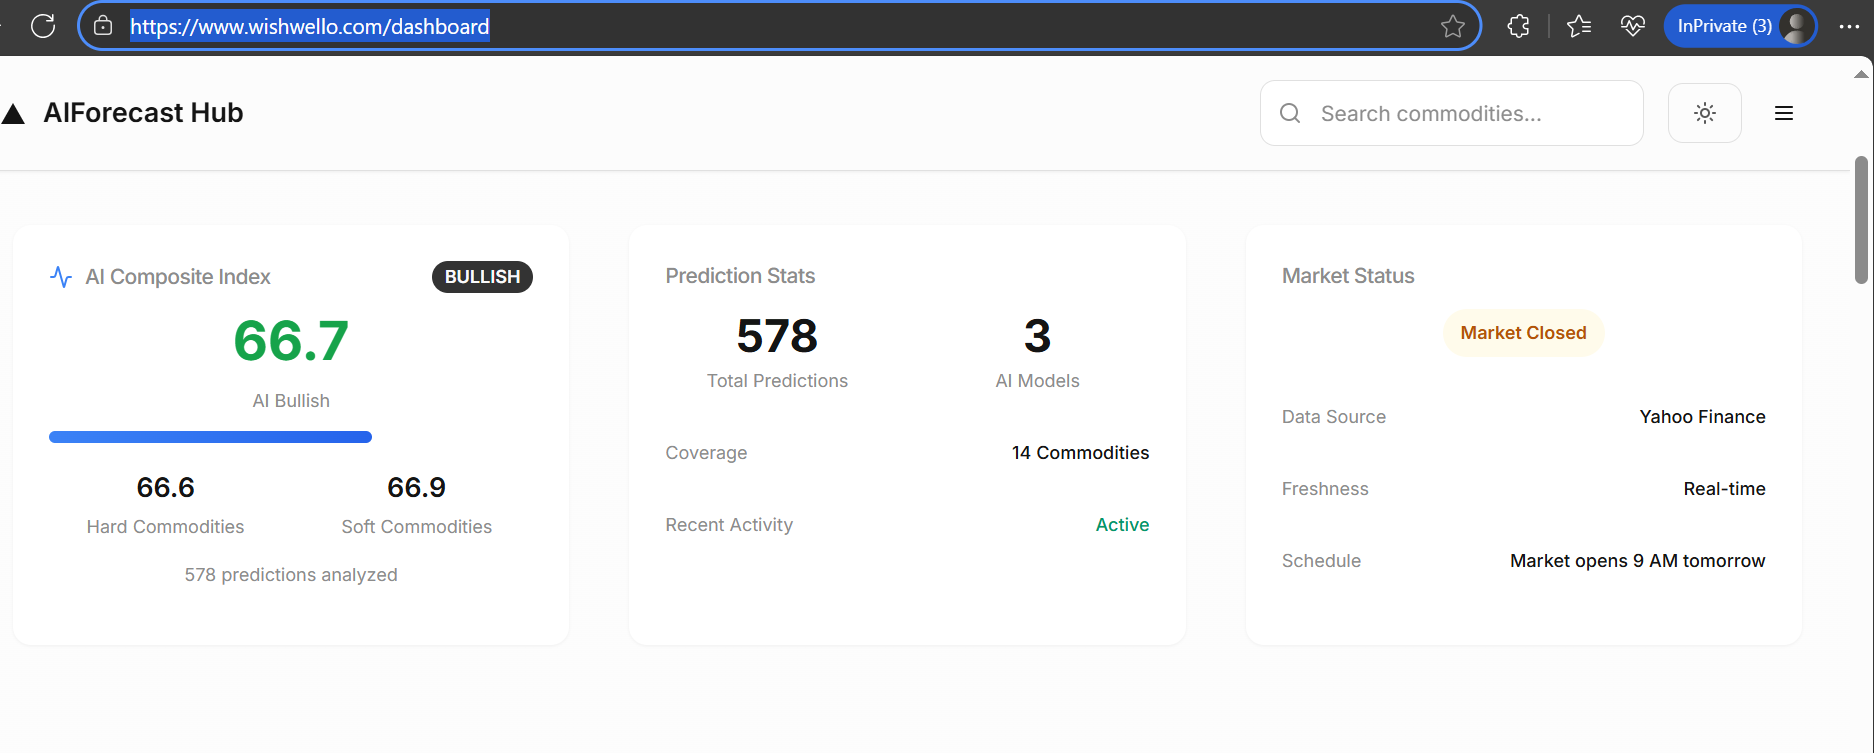 https://www.wishwello.com/dashboard
InPrivate (3)
AIForecast Hub
Search commodities...
AI Composite Index
BULLISH
66.7
AI Bullish
66.6
66.9
Hard Commodities
Soft Commodities
578 predictions analyzed
Prediction Stats
578
3
Total Predictions
AI Models
Coverage
14 Commodities
Recent Activity
Active
Market Status
Market Closed
Data Source
Yahoo Finance
Freshness
Real-time
Schedule
Market opens 9 AM tomorrow